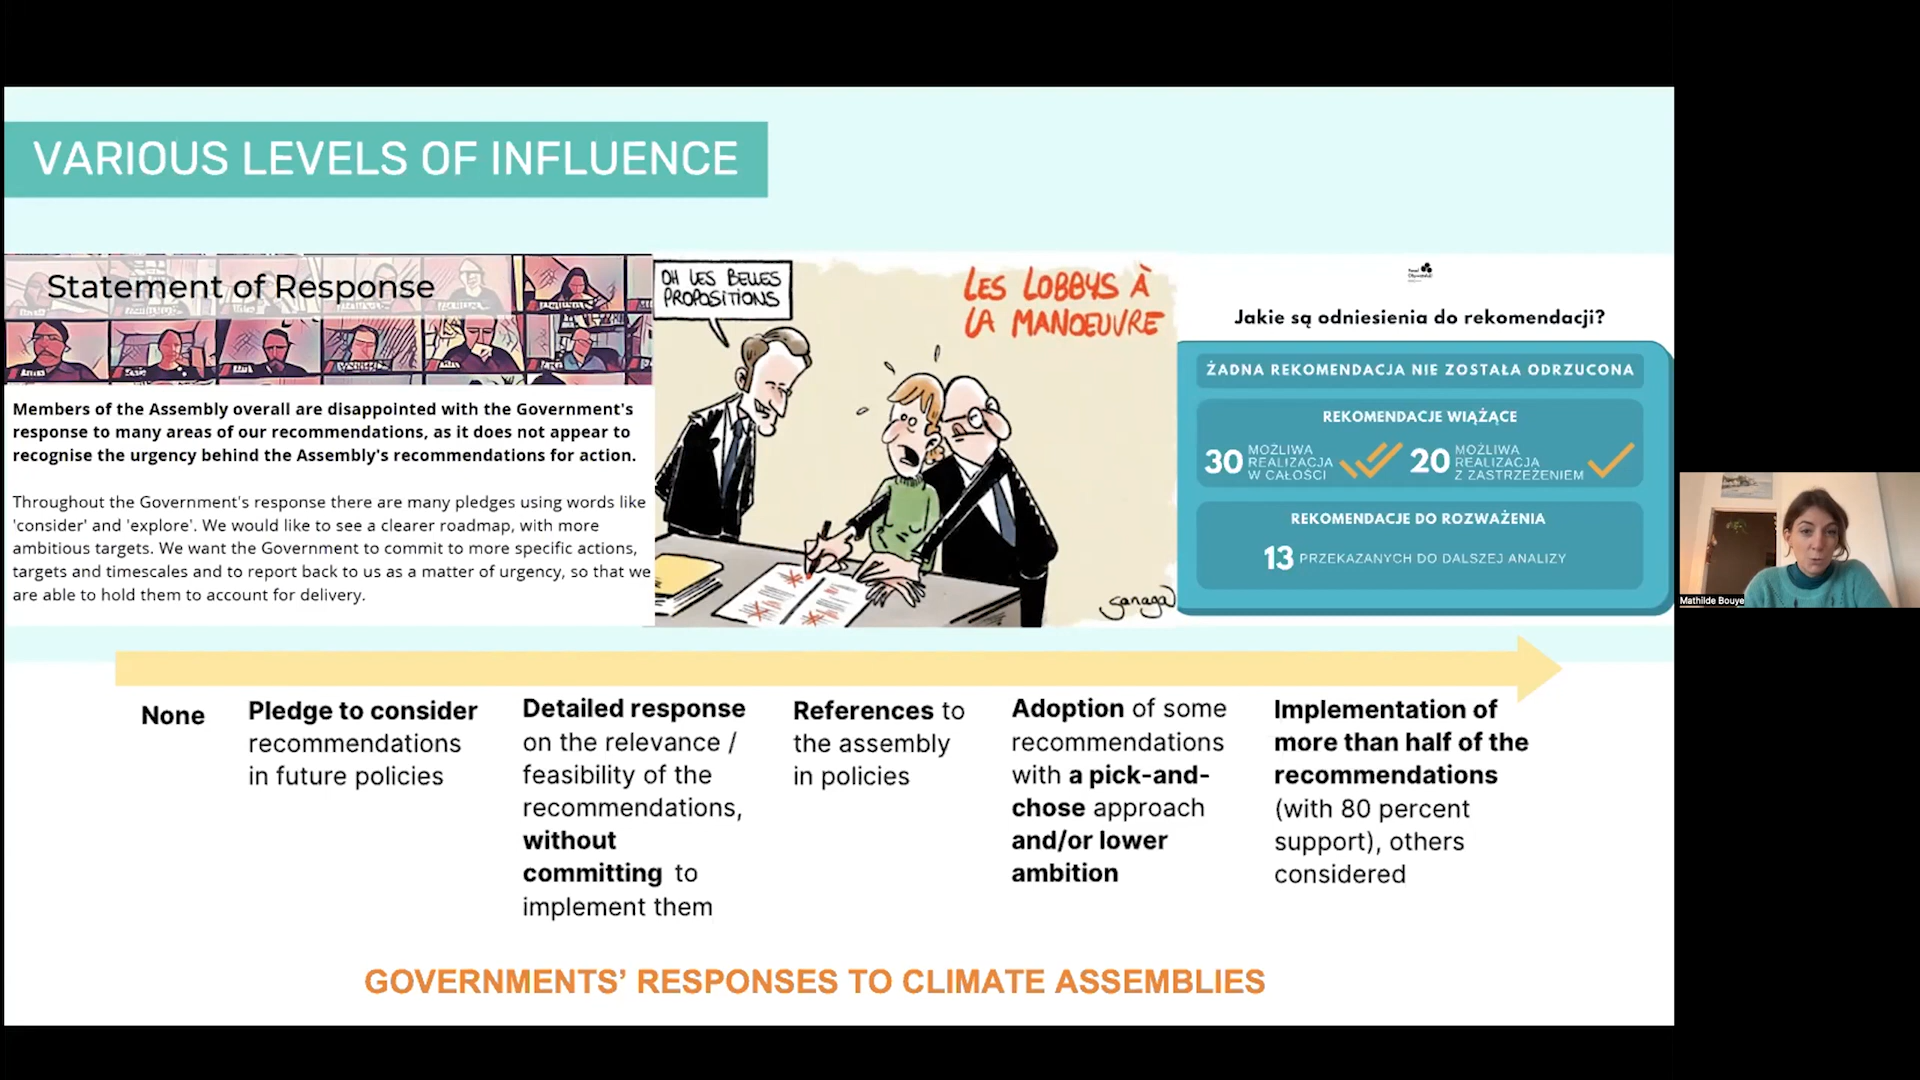 VARIOUS LEVELS OF INFLUENCE
Statement of Response
Members of the Assembly overall are disappointed with the Government's
response to many areas of our recommendations, as it does not appear to
recognise the urgency behind the Assembly's recommendations for action.
Throughout the Government's response there are many pledges using words like
'consider' and 'explore'. We would like to see a clearer roadmap, with more
ambitious targets. We want the Government to commit to more specific actions,
targets and timescales and to report back to us as a matter of urgency, so that we
are able to hold them to account for delivery.
OH LES BELLES
PROPOSITIONS
LES LOBBYS À
LA MANOEUVRE
Sanaga
Jakie są odniesienia do rekomendacji?
ŻADNA REKOMENDACJA NIE ZOSTAŁA ODRZUCONA
REKOMENDACJE WIĄŻĄCE
30 MOŻLIWA
REALIZACJA
W CAŁOŚCI
20 MOŻLIWA
REALIZACJA
Z ZASTRZEŻENIEM
REKOMENDACJE DO ROZWAŻENIA
13 PRZEKAZANYCH DO DALSZEJ ANALIZY
None
Pledge to consider
recommendations
in future policies
Detailed response
on the relevance /
feasibility of the
recommendations,
without
committing to
implement them
References to
the assembly
in policies
Adoption of some
recommendations
with a pick-and-
chose approach
and/or lower
ambition
Implementation of
more than half of the
recommendations
(with 80 percent
support), others
considered
GOVERNMENTS’ RESPONSES TO CLIMATE ASSEMBLIES
Mathilde Bouye